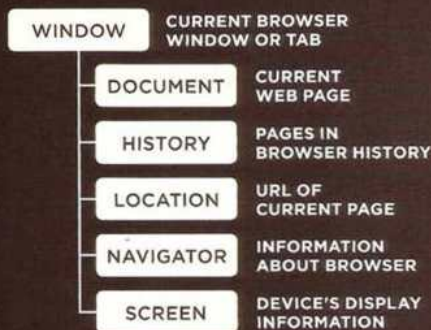 WINDOW
CURRENT BROWSER
WINDOW OR TAB
DOCUMENT
CURRENT
WEB PAGE
HISTORY
PAGES IN
BROWSER HISTORY
LOCATION
URL OF
CURRENT PAGE
NAVIGATOR
INFORMATION
ABOUT BROWSER
SCREEN
DEVICE'S DISPLAY
INFORMATION